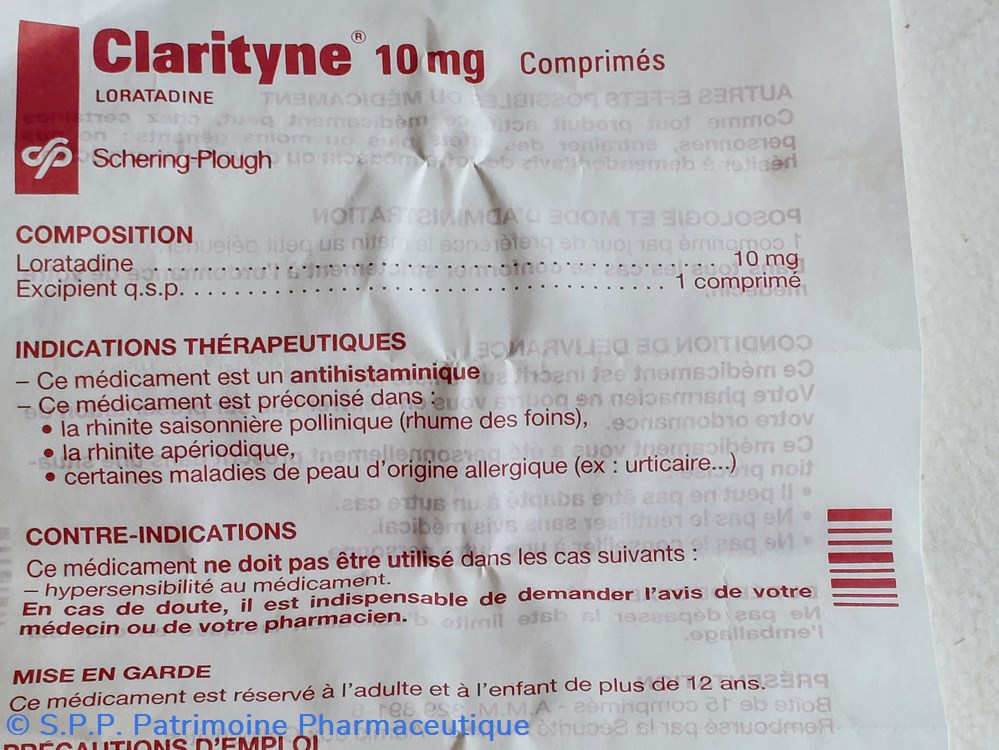 Clarityne® 10 mg Comprimés
LORATADINE
Schering-Plough
COMPOSITION
Loratadine . . . . . . . . . . . . . . . . . . . . . . . . . . . . . . . . . . . . . . . . . . 10 mg
Excipient q.s.p. . . . . . . . . . . . . . . . . . . . . . . . . . . . . . . . . . . . . 1 comprimé
INDICATIONS THÉRAPEUTIQUES
– Ce médicament est un antihistaminique
– Ce médicament est préconisé dans :
• la rhinite saisonnière pollinique (rhume des foins),
• la rhinite apériodique,
• certaines maladies de peau d'origine allergique (ex : urticaire...)
CONTRE-INDICATIONS
Ce médicament ne doit pas être utilisé dans les cas suivants :
– hypersensibilité au médicament.
En cas de doute, il est indispensable de demander l'avis de votre
médecin ou de votre pharmacien.
MISE EN GARDE
Ce médicament est réservé à l'adulte et à l'enfant de plus de 12 ans.
© S.P.P. Patrimoine Pharmaceutique
PRÉCAUTIONS D'EMPLOI